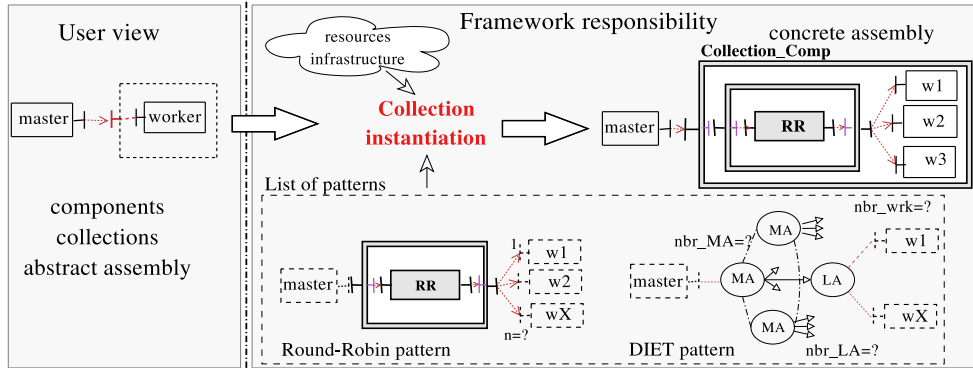 User view
master
worker
components
collections
abstract assembly
Framework responsibility
resources
infrastructure
Collection
instantiation
concrete assembly
Collection_Comp
master
RR
w1
w2
w3
List of patterns
master
RR
1
w1
w2
wX
n=?
Round-Robin pattern
nbr_wrk=?
nbr_MA=?
MA
w1
master
MA
LA
MA
wX
nbr_LA=?
DIET pattern